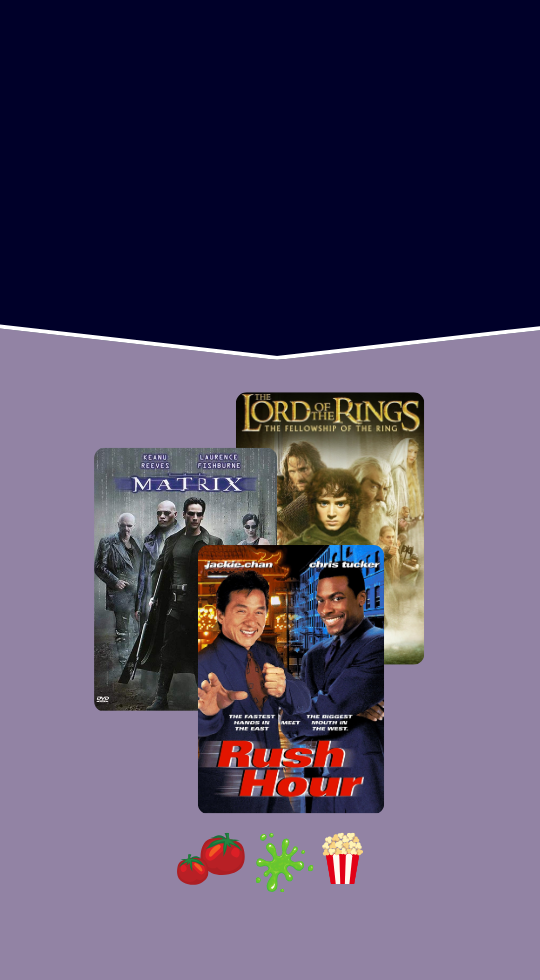 THE
LORD OF THE RINGS
THE FELLOWSHIP OF THE RING
KEANU REEVES
LAURENCE FISHBURNE
MATRIX
DVD
jackie chan
chris tucker
THE FASTEST
HANDS IN
THE EAST
MEET
THE BIGGEST
MOUTH IN
THE WEST.
Rush
Hour